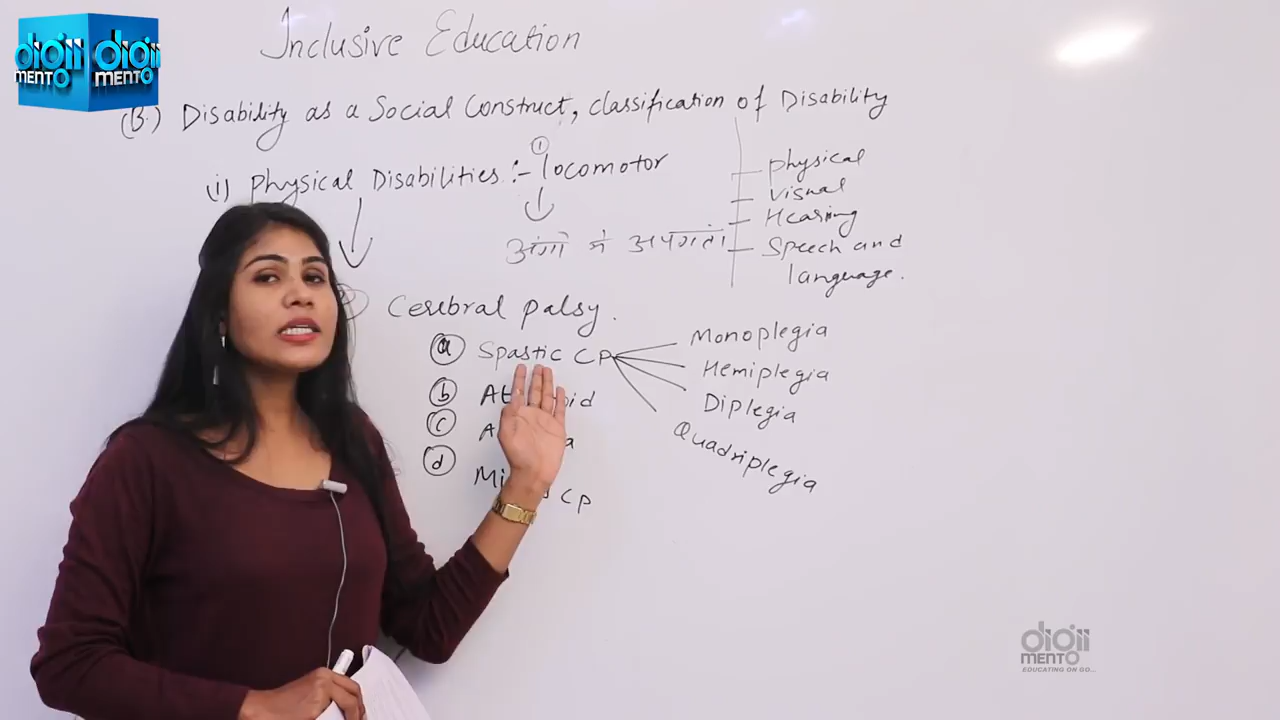 digii digii
MENTO MENTO
Inclusive Education
(B.) Disability as a Social Construct, classification of Disability
(i) Physical Disabilities :- ① locomotor
अंगों में अपंगता
physical
visual
Hearing
Speech and
language.
Cerebral palsy.
(a) Spastic CP
Monoplegia
Hemiplegia
Diplegia
Quadriplegia
(b)
(c)
(d) CP
digii
MENTO
EDUCATING ON GO...